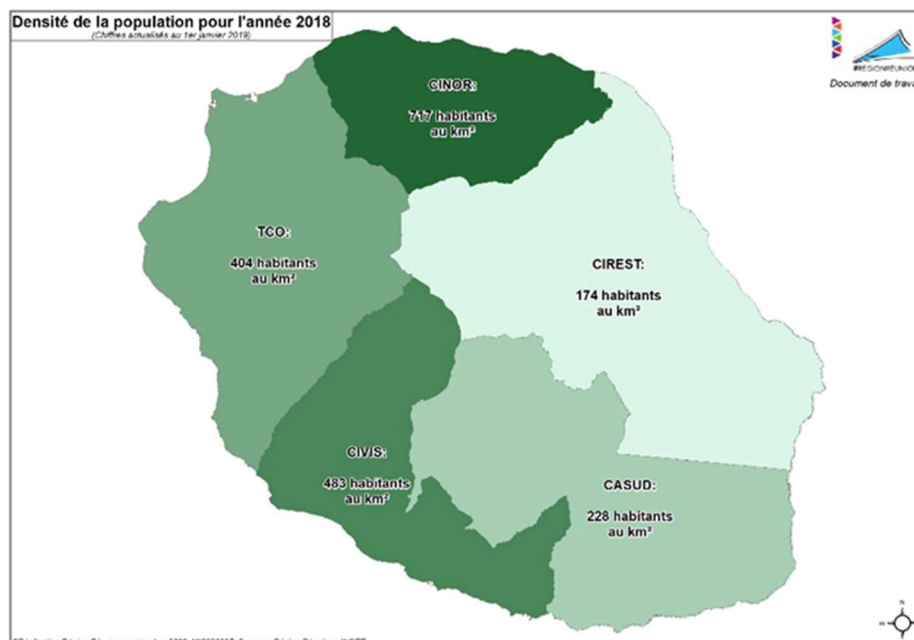 Densité de la population pour l'année 2018
(Chiffres actualisés au 1er janvier 2019)
#RÉGIONRÉUNION
Document de trava
CINOR:
717 habitants
au km²
TCO:
404 habitants
au km²
CIREST:
174 habitants
au km²
CIVIS:
483 habitants
au km²
CASUD:
228 habitants
au km²
N